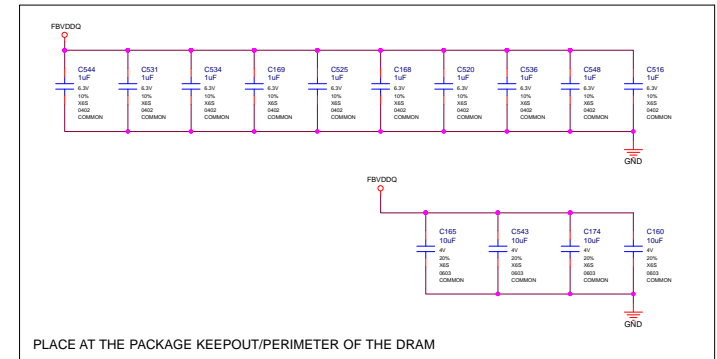 FBVDDQ
C544 C531 C534 C169 C525 C168 C520 C536 C548 C516
1uF 1uF 1uF 1uF 1uF 1uF 1uF 1uF 1uF 1uF
6.3V 6.3V 6.3V 6.3V 6.3V 6.3V 6.3V 6.3V 6.3V 6.3V
10% 10% 10% 10% 10% 10% 10% 10% 10% 10%
X6S X6S X6S X6S X6S X6S X6S X6S X6S X6S
0402 0402 0402 0402 0402 0402 0402 0402 0402 0402
COMMON COMMON COMMON COMMON COMMON COMMON COMMON COMMON COMMON COMMON
GND
FBVDDQ
C165 C543 C174 C160
10uF 10uF 10uF 10uF
4V 4V 4V 4V
20% 20% 20% 20%
X6S X6S X6S X6S
0603 0603 0603 0603
COMMON COMMON COMMON COMMON
GND
PLACE AT THE PACKAGE KEEPOUT/PERIMETER OF THE DRAM